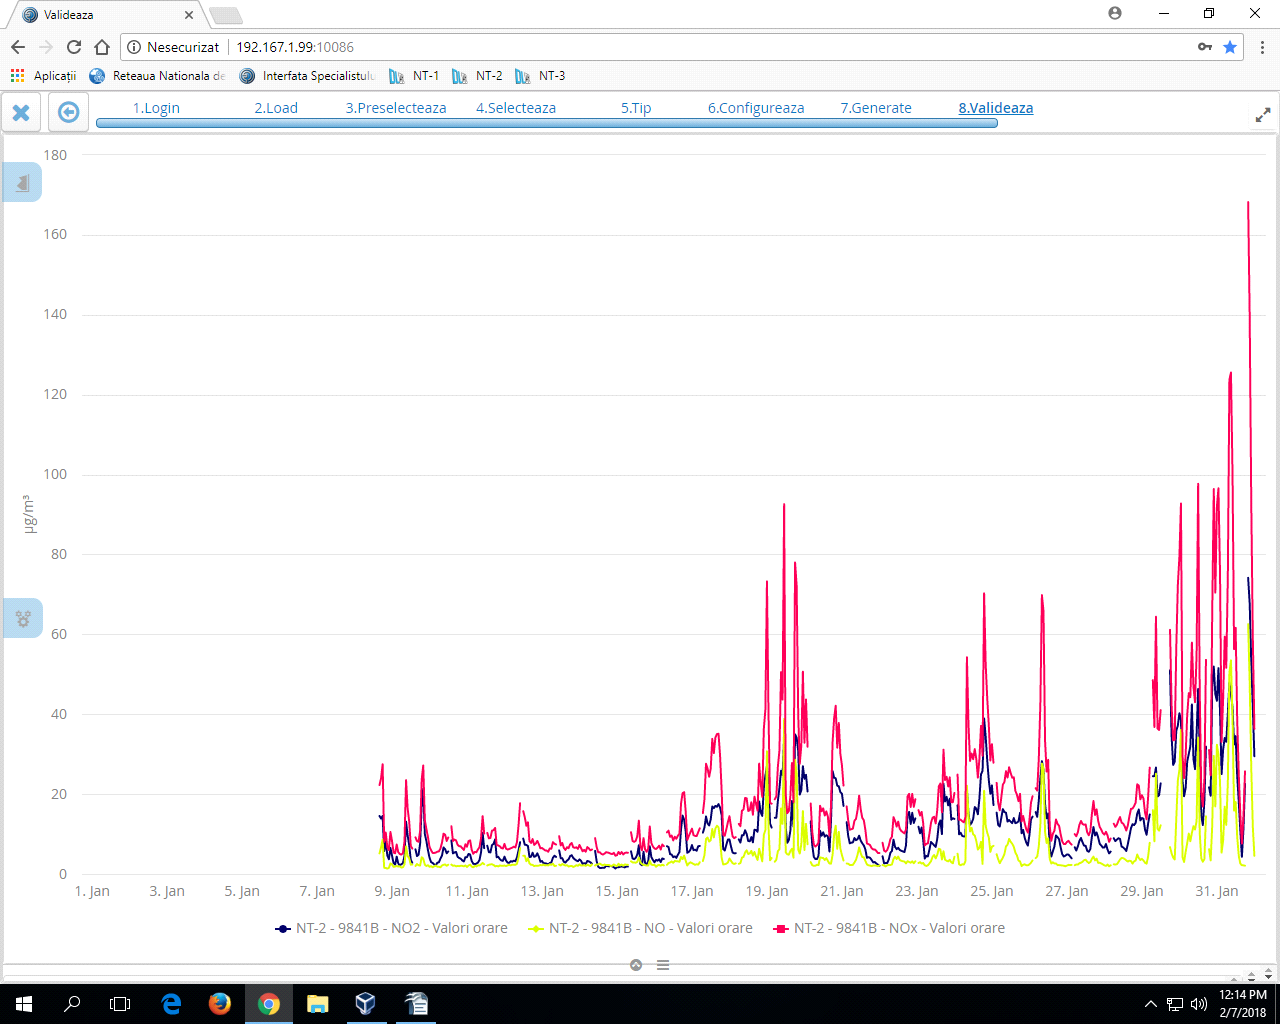 Valideaza
Nesecurizat 192.167.1.99:10086
Aplicații Reteaua Nationala de Interfata Specialistulu NT-1 NT-2 NT-3
1.Login 2.Load 3.Preselecteaza 4.Selecteaza 5.Tip 6.Configureaza 7.Generate 8.Valideaza
180
160
140
120
100
80
60
40
20
0
µg/m³
1. Jan 3. Jan 5. Jan 7. Jan 9. Jan 11. Jan 13. Jan 15. Jan 17. Jan 19. Jan 21. Jan 23. Jan 25. Jan 27. Jan 29. Jan 31. Jan
NT-2 - 9841B - NO2 - Valori orare NT-2 - 9841B - NO - Valori orare NT-2 - 9841B - NOx - Valori orare
12:14 PM
2/7/2018